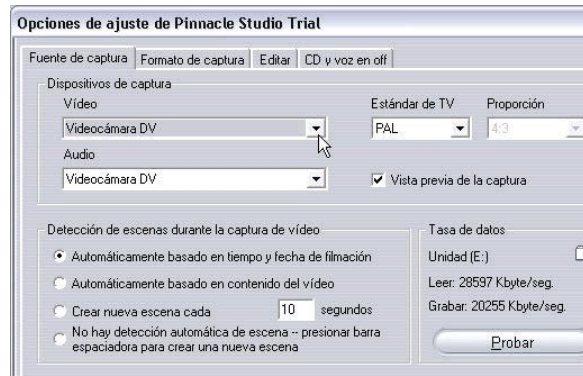 Opciones de ajuste de Pinnacle Studio Trial
Fuente de captura Formato de captura Editar CD y voz en off
Dispositivos de captura
Vídeo Estándar de TV Proporción
Videocámara DV PAL 4:3
Audio
Videocámara DV Vista previa de la captura
Detección de escenas durante la captura de vídeo Tasa de datos
Automáticamente basado en tiempo y fecha de filmación Unidad (E:)
Automáticamente basado en contenido del vídeo Leer: 28597 Kbyte/seg.
Crear nueva escena cada 10 segundos Grabar: 20255 Kbyte/seg.
No hay detección automática de escena -- presionar barra
espaciadora para crear una nueva escena Probar